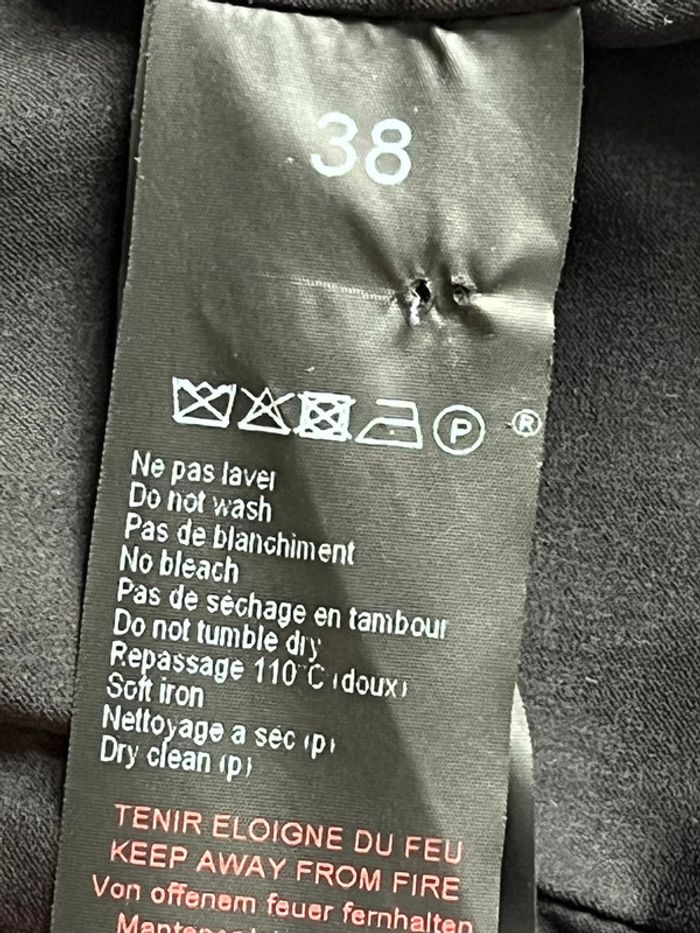 38
P ®
Ne pas laver
Do not wash
Pas de blanchiment
No bleach
Pas de séchage en tambour
Do not tumble dry
Repassage 110°C (doux)
Soft iron
Nettoyage a sec (p)
Dry clean (p)
TENIR ELOIGNE DU FEU
KEEP AWAY FROM FIRE
Von offenem feuer fernhalten